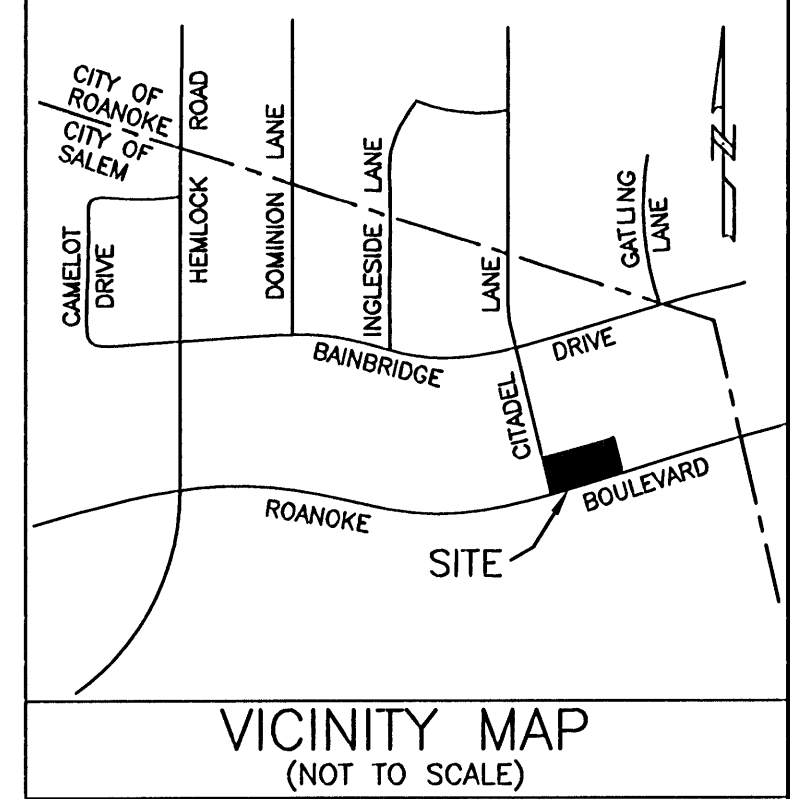 CITY OF
ROANOKE
CITY OF
SALEM
HEMLOCK ROAD
DOMINION LANE
INGLESIDE LANE
CAMELOT
DRIVE
CITADEL LANE
GATLING
LANE
N
BAINBRIDGE DRIVE
ROANOKE BOULEVARD
SITE
VICINITY MAP
(NOT TO SCALE)